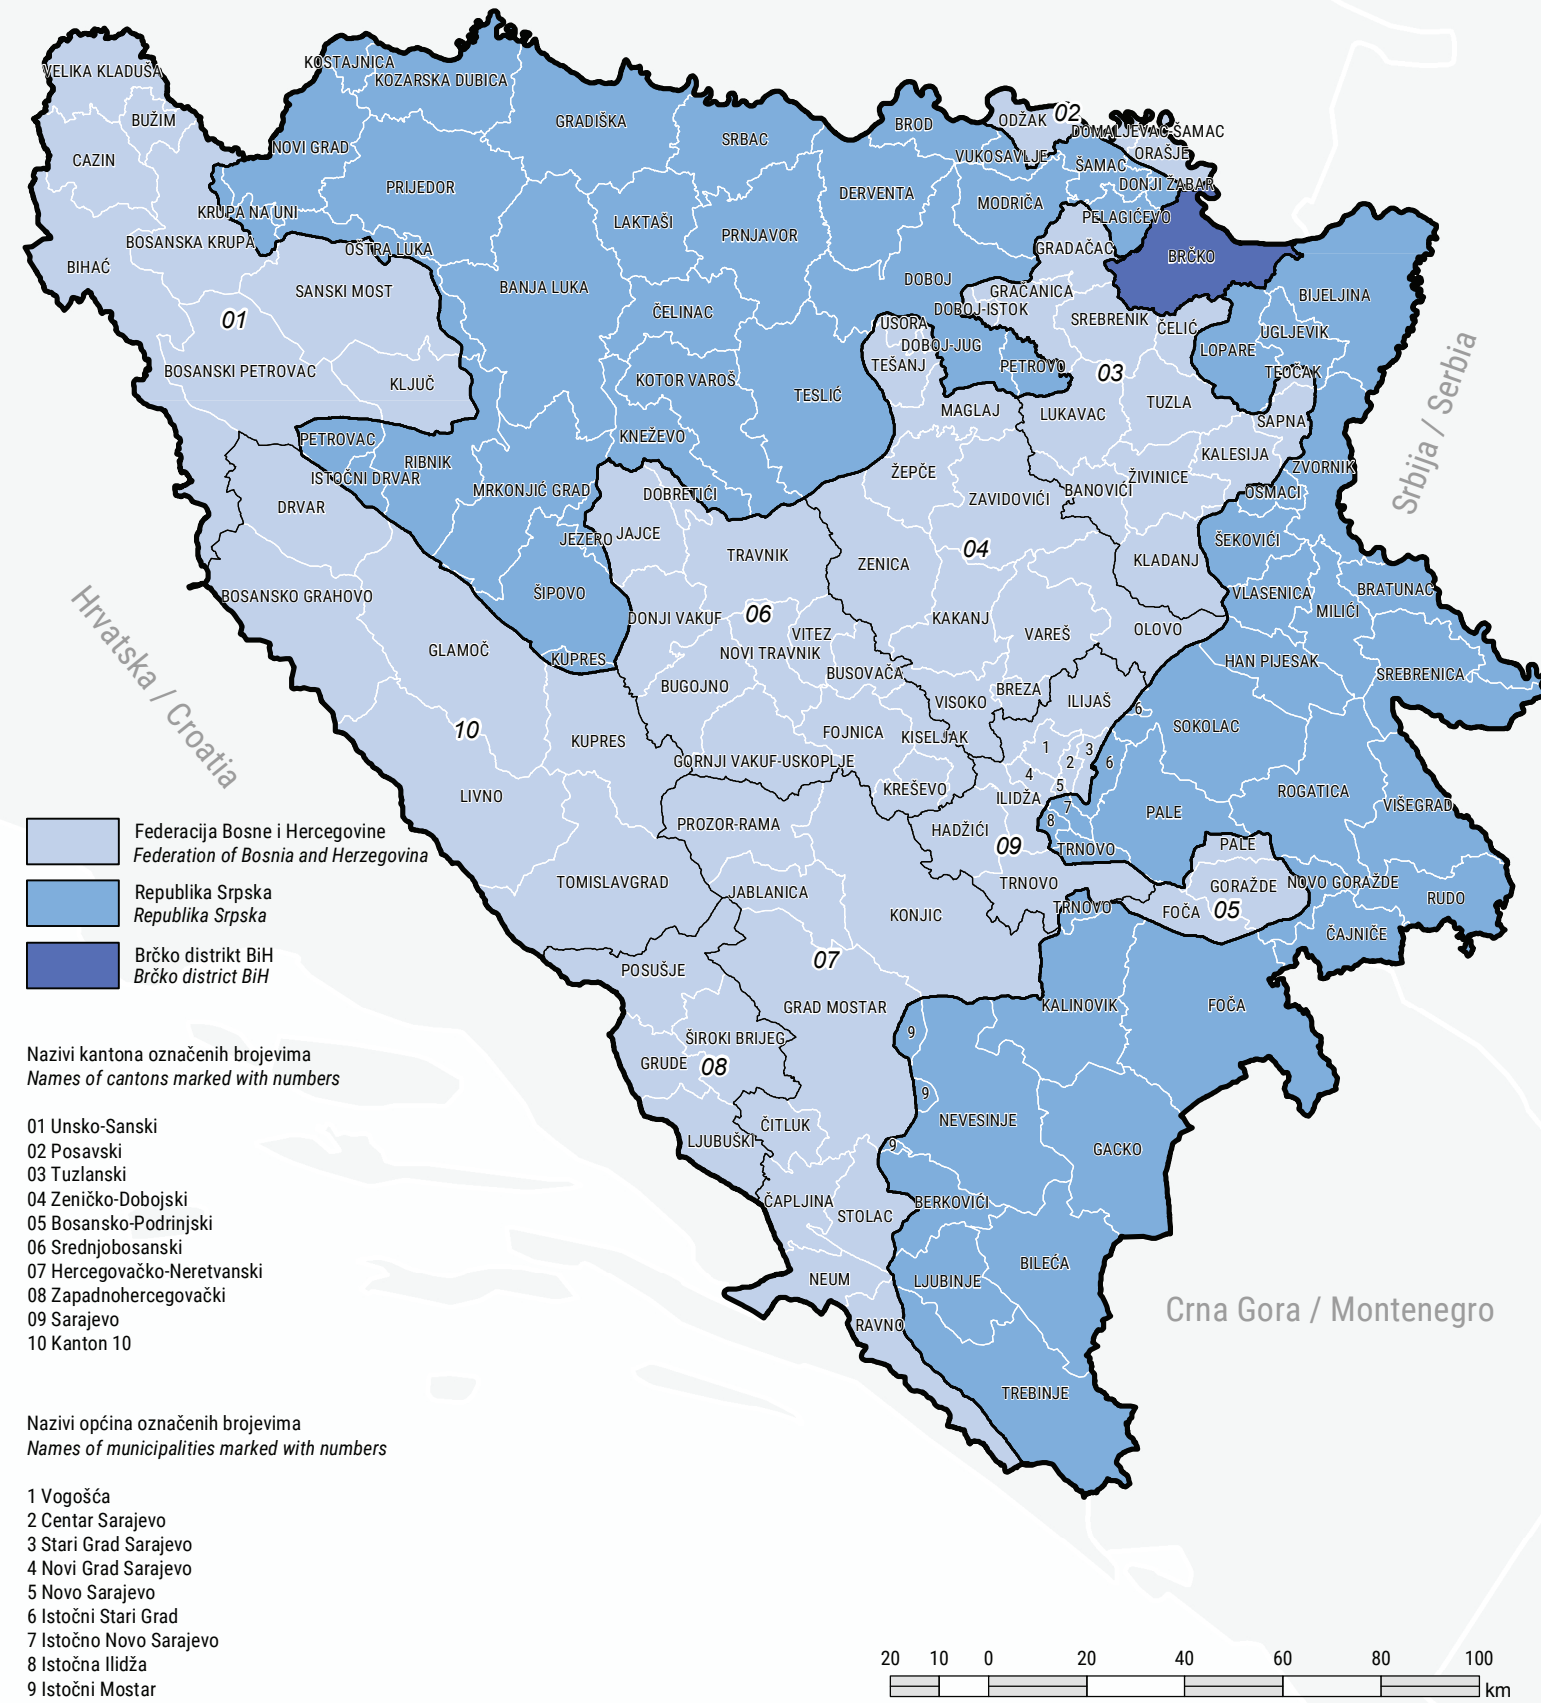 KOSTAJNICA
VELIKA KLADUŠA
KOZARSKA DUBICA
BUŽIM
GRADIŠKA
ODŽAK
02
BROD
DOMALJEVAC-ŠAMAC
SRBAC
NOVI GRAD
CAZIN
VUKOSAVLJE
ORAŠJE
ŠAMAC
PRIJEDOR
DERVENTA
DONJI ŽABAR
MODRIČA
KRUPA NA UNI
LAKTAŠI
PELAGIĆEVO
PRNJAVOR
BOSANSKA KRUPA
OŠTRA LUKA
GRADAČAC
BRČKO
BIHAĆ
SANSKI MOST
BANJA LUKA
DOBOJ
GRAČANICA
BIJELJINA
DOBOJ-ISTOK
ČELINAC
01
USORA
SREBRENIK
ČELIĆ
UGLJEVIK
DOBOJ-JUG
LOPARE
TEŠANJ
PETROVO
03
TEOČAK
BOSANSKI PETROVAC
KLJUČ
KOTOR VAROŠ
TESLIĆ
TUZLA
MAGLAJ
LUKAVAC
SAPNA
PETROVAC
KNEŽEVO
KALESIJA
RIBNIK
ŽEPČE
ZVORNIK
ISTOČNI DRVAR
ŽIVINICE
MRKONJIĆ GRAD
DOBRETIĆI
BANOVIĆI
OSMACI
DRVAR
ZAVIDOVIĆI
JEZERO
JAJCE
ŠEKOVIĆI
04
TRAVNIK
ZENICA
KLADANJ
BOSANSKO GRAHOVO
ŠIPOVO
VLASENICA
BRATUNAC
MILIĆI
DONJI VAKUF
06
KAKANJ
VITEZ
VAREŠ
OLOVO
GLAMOČ
NOVI TRAVNIK
KUPRES
HAN PIJESAK
BUSOVAČA
SREBRENICA
BUGOJNO
BREZA
VISOKO
ILIJAŠ
6
SOKOLAC
10
FOJNICA
KISELJAK
KUPRES
1
3
2
6
GORNJI VAKUF-USKOPLJE
4
5
KREŠEVO
ROGATICA
LIVNO
ILIDŽA
7
VIŠEGRAD
PALE
8
PROZOR-RAMA
HADŽIĆI
09
TRNOVO
PALE
TOMISLAVGRAD
TRNOVO
NOVO GORAŽDE
JABLANICA
GORAŽDE
RUDO
TRNOVO
FOČA
05
KONJIC
ČAJNIČE
07
POSUŠJE
KALINOVIK
FOČA
GRAD MOSTAR
9
ŠIROKI BRIJEG
GRUDE
08
9
NEVESINJE
ČITLUK
LJUBUŠKI
9
GACKO
ČAPLJINA
BERKOVIĆI
STOLAC
BILEĆA
NEUM
LJUBINJE
RAVNO
TREBINJE
Hrvatska / Croatia
Srbija / Serbia
Crna Gora / Montenegro
Federacija Bosne i Hercegovine
Federation of Bosnia and Herzegovina
Republika Srpska
Republika Srpska
Brčko distrikt BiH
Brčko district BiH
Nazivi kantona označenih brojevima
Names of cantons marked with numbers
01 Unsko-Sanski
02 Posavski
03 Tuzlanski
04 Zeničko-Dobojski
05 Bosansko-Podrinjski
06 Srednjobosanski
07 Hercegovačko-Neretvanski
08 Zapadnohercegovački
09 Sarajevo
10 Kanton 10
Nazivi općina označenih brojevima
Names of municipalities marked with numbers
1 Vogošća
2 Centar Sarajevo
3 Stari Grad Sarajevo
4 Novi Grad Sarajevo
5 Novo Sarajevo
6 Istočni Stari Grad
7 Istočno Novo Sarajevo
8 Istočna Ilidža
9 Istočni Mostar
20 10 0 20 40 60 80 100
km